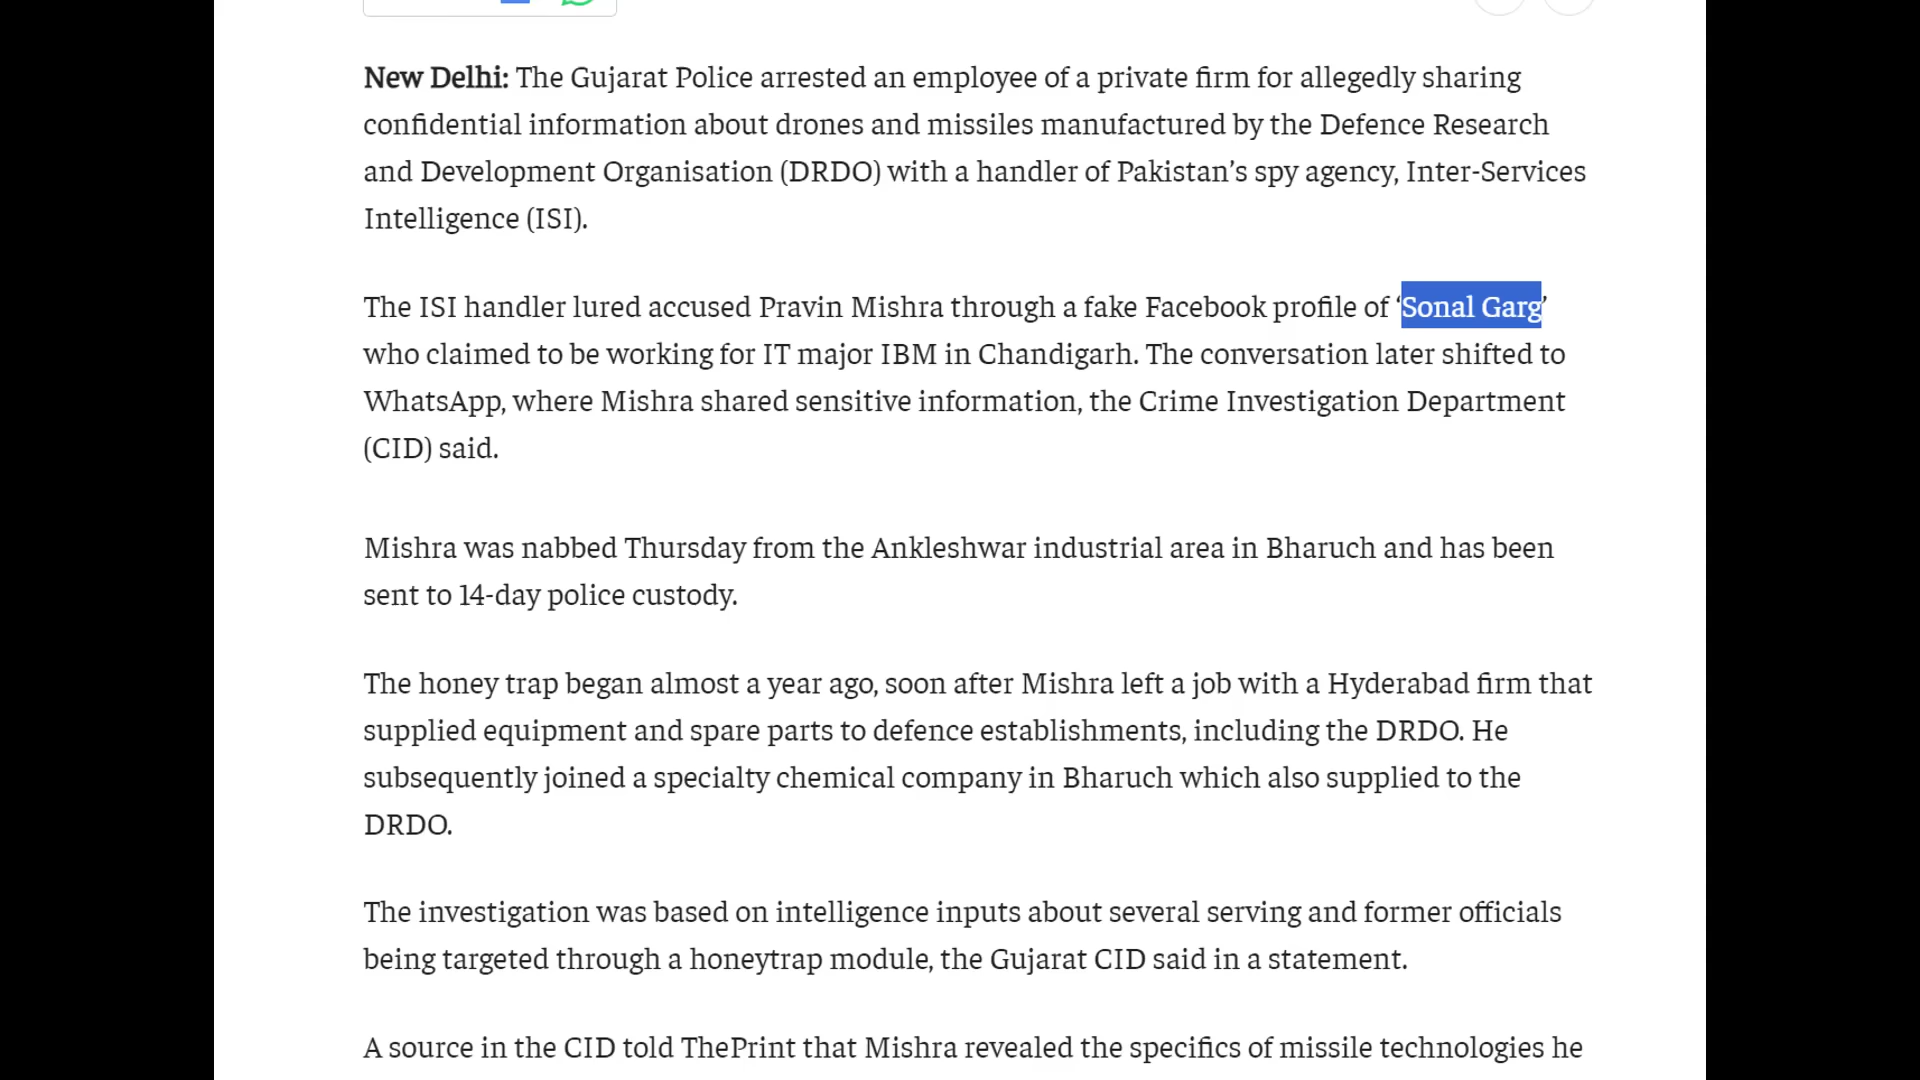 New Delhi: The Gujarat Police arrested an employee of a private firm for allegedly sharing
confidential information about drones and missiles manufactured by the Defence Research
and Development Organisation (DRDO) with a handler of Pakistan’s spy agency, Inter-Services
Intelligence (ISI).
The ISI handler lured accused Pravin Mishra through a fake Facebook profile of ‘Sonal Garg’
who claimed to be working for IT major IBM in Chandigarh. The conversation later shifted to
WhatsApp, where Mishra shared sensitive information, the Crime Investigation Department
(CID) said.
Mishra was nabbed Thursday from the Ankleshwar industrial area in Bharuch and has been
sent to 14-day police custody.
The honey trap began almost a year ago, soon after Mishra left a job with a Hyderabad firm that
supplied equipment and spare parts to defence establishments, including the DRDO. He
subsequently joined a specialty chemical company in Bharuch which also supplied to the
DRDO.
The investigation was based on intelligence inputs about several serving and former officials
being targeted through a honeytrap module, the Gujarat CID said in a statement.
A source in the CID told ThePrint that Mishra revealed the specifics of missile technologies he